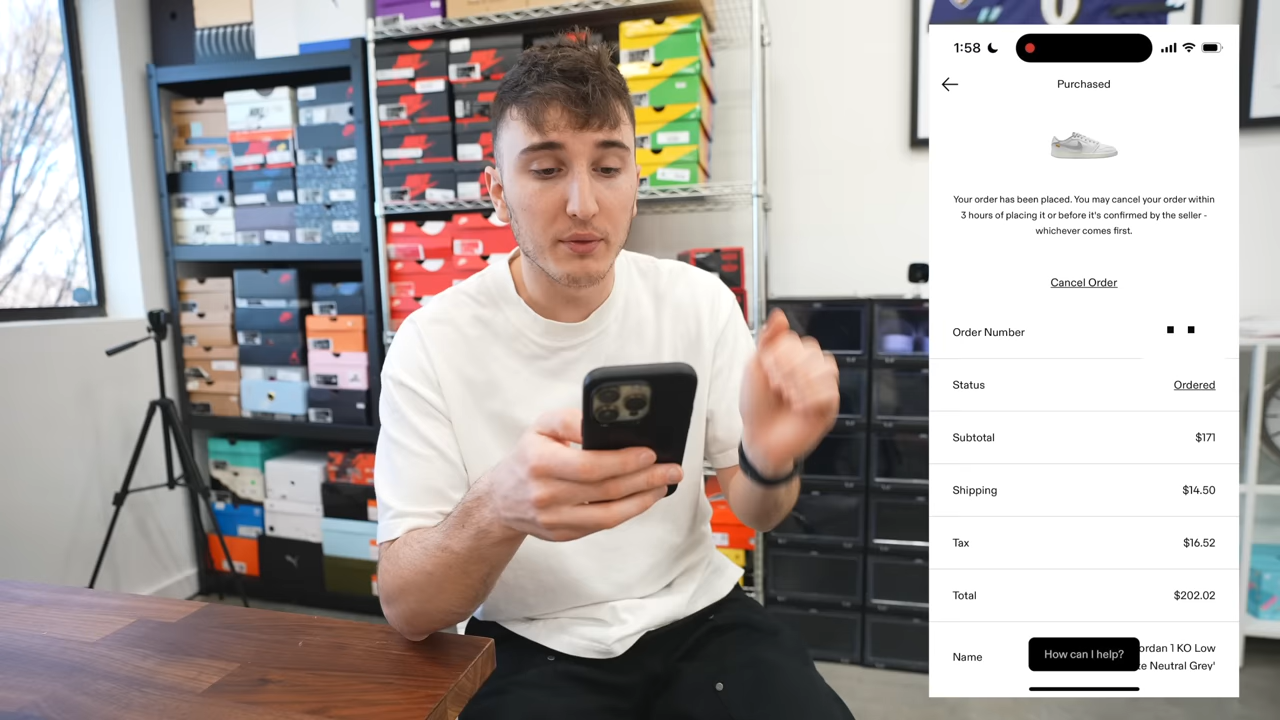 1:58
Purchased
Your order has been placed. You may cancel your order within
3 hours of placing it or before it's confirmed by the seller -
whichever comes first.
Cancel Order
Order Number
Status Ordered
Subtotal $171
Shipping $14.50
Tax $16.52
Total $202.02
Name ordan 1 KO Low
Neutral Grey'
How can I help?